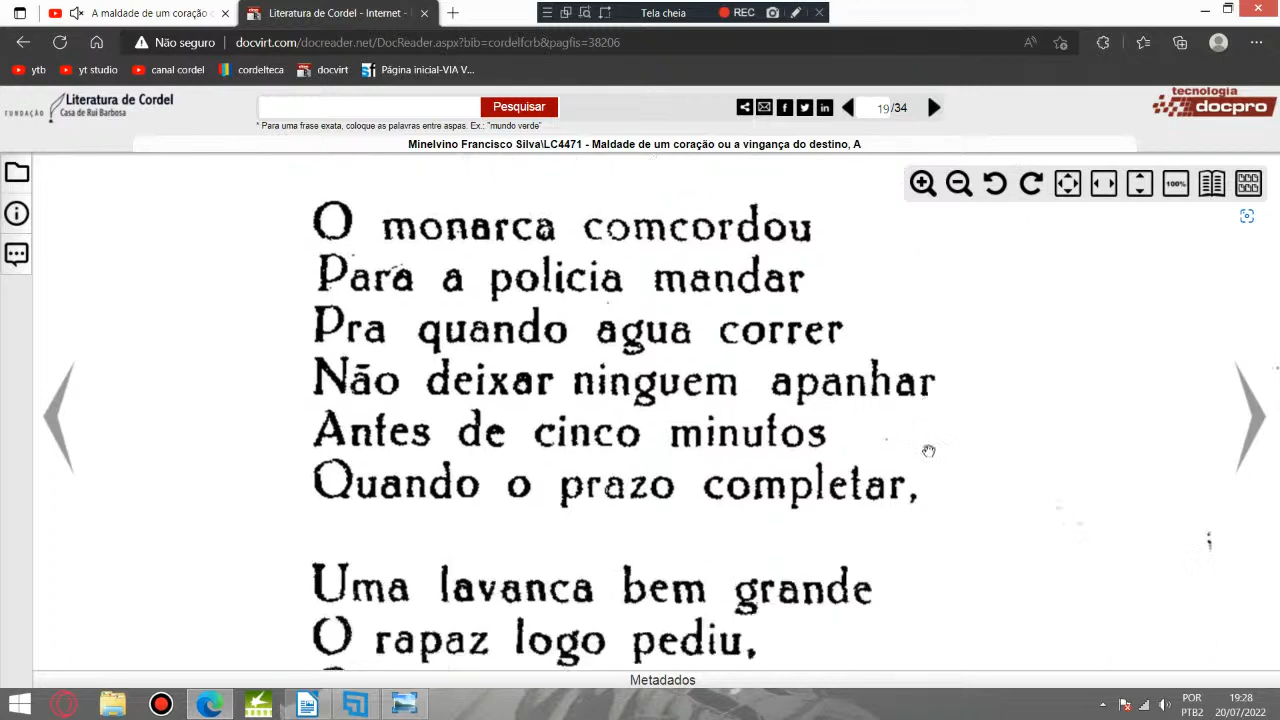 A maldade de um coração c
Literatura de Cordel - Internet -
Tela cheia
REC
Não seguro
docvirt.com/docreader.net/DocReader.aspx?bib=cordelfcrb&pagfis=38206
ytb
yt studio
canal cordel
cordelteca
docvirt
Página inicial-VIA V...
FUNDAÇÃO
Literatura de Cordel
Casa de Rui Barbosa
Pesquisar
* Para uma frase exata, coloque as palavras entre aspas. Ex.: "mundo verde"
19 /34
tecnologia
docpro
Minelvino Francisco Silva\LC4471 - Maldade de um coração ou a vingança do destino, A
100%
O monarca comcordou
Para a policia mandar
Pra quando agua correr
Não deixar ninguem apanhar
Antes de cinco minutos
Quando o prazo completar,
Uma lavanca bem grande
O rapaz logo pediu,
Metadados
POR
PTB2
19:28
20/07/2022